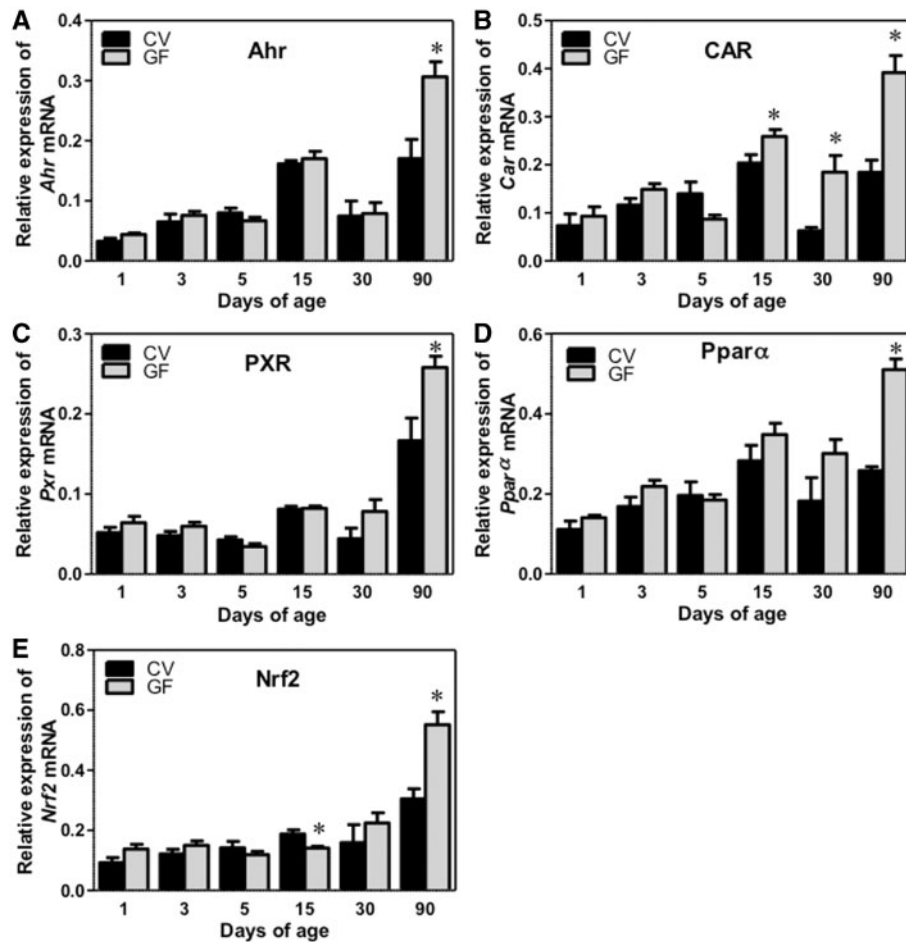 A
Relative expression of
Ahr mRNA
0.4
0.3
0.2
0.1
0.0
CV
GF
Ahr
*
1 3 5 15 30 90
Days of age
B
Relative expression of
Car mRNA
0.5
0.4
0.3
0.2
0.1
0.0
CV
GF
CAR
* * *
1 3 5 15 30 90
Days of age
C
Relative expression of
Pxr mRNA
0.3
0.2
0.1
0.0
CV
GF
PXR
*
1 3 5 15 30 90
Days of age
D
Relative expression of
Pparα mRNA
0.6
0.4
0.2
0.0
CV
GF
Pparα
*
1 3 5 15 30 90
Days of age
E
Relative expression of
Nrf2 mRNA
0.8
0.6
0.4
0.2
0.0
CV
GF
Nrf2
* *
1 3 5 15 30 90
Days of age